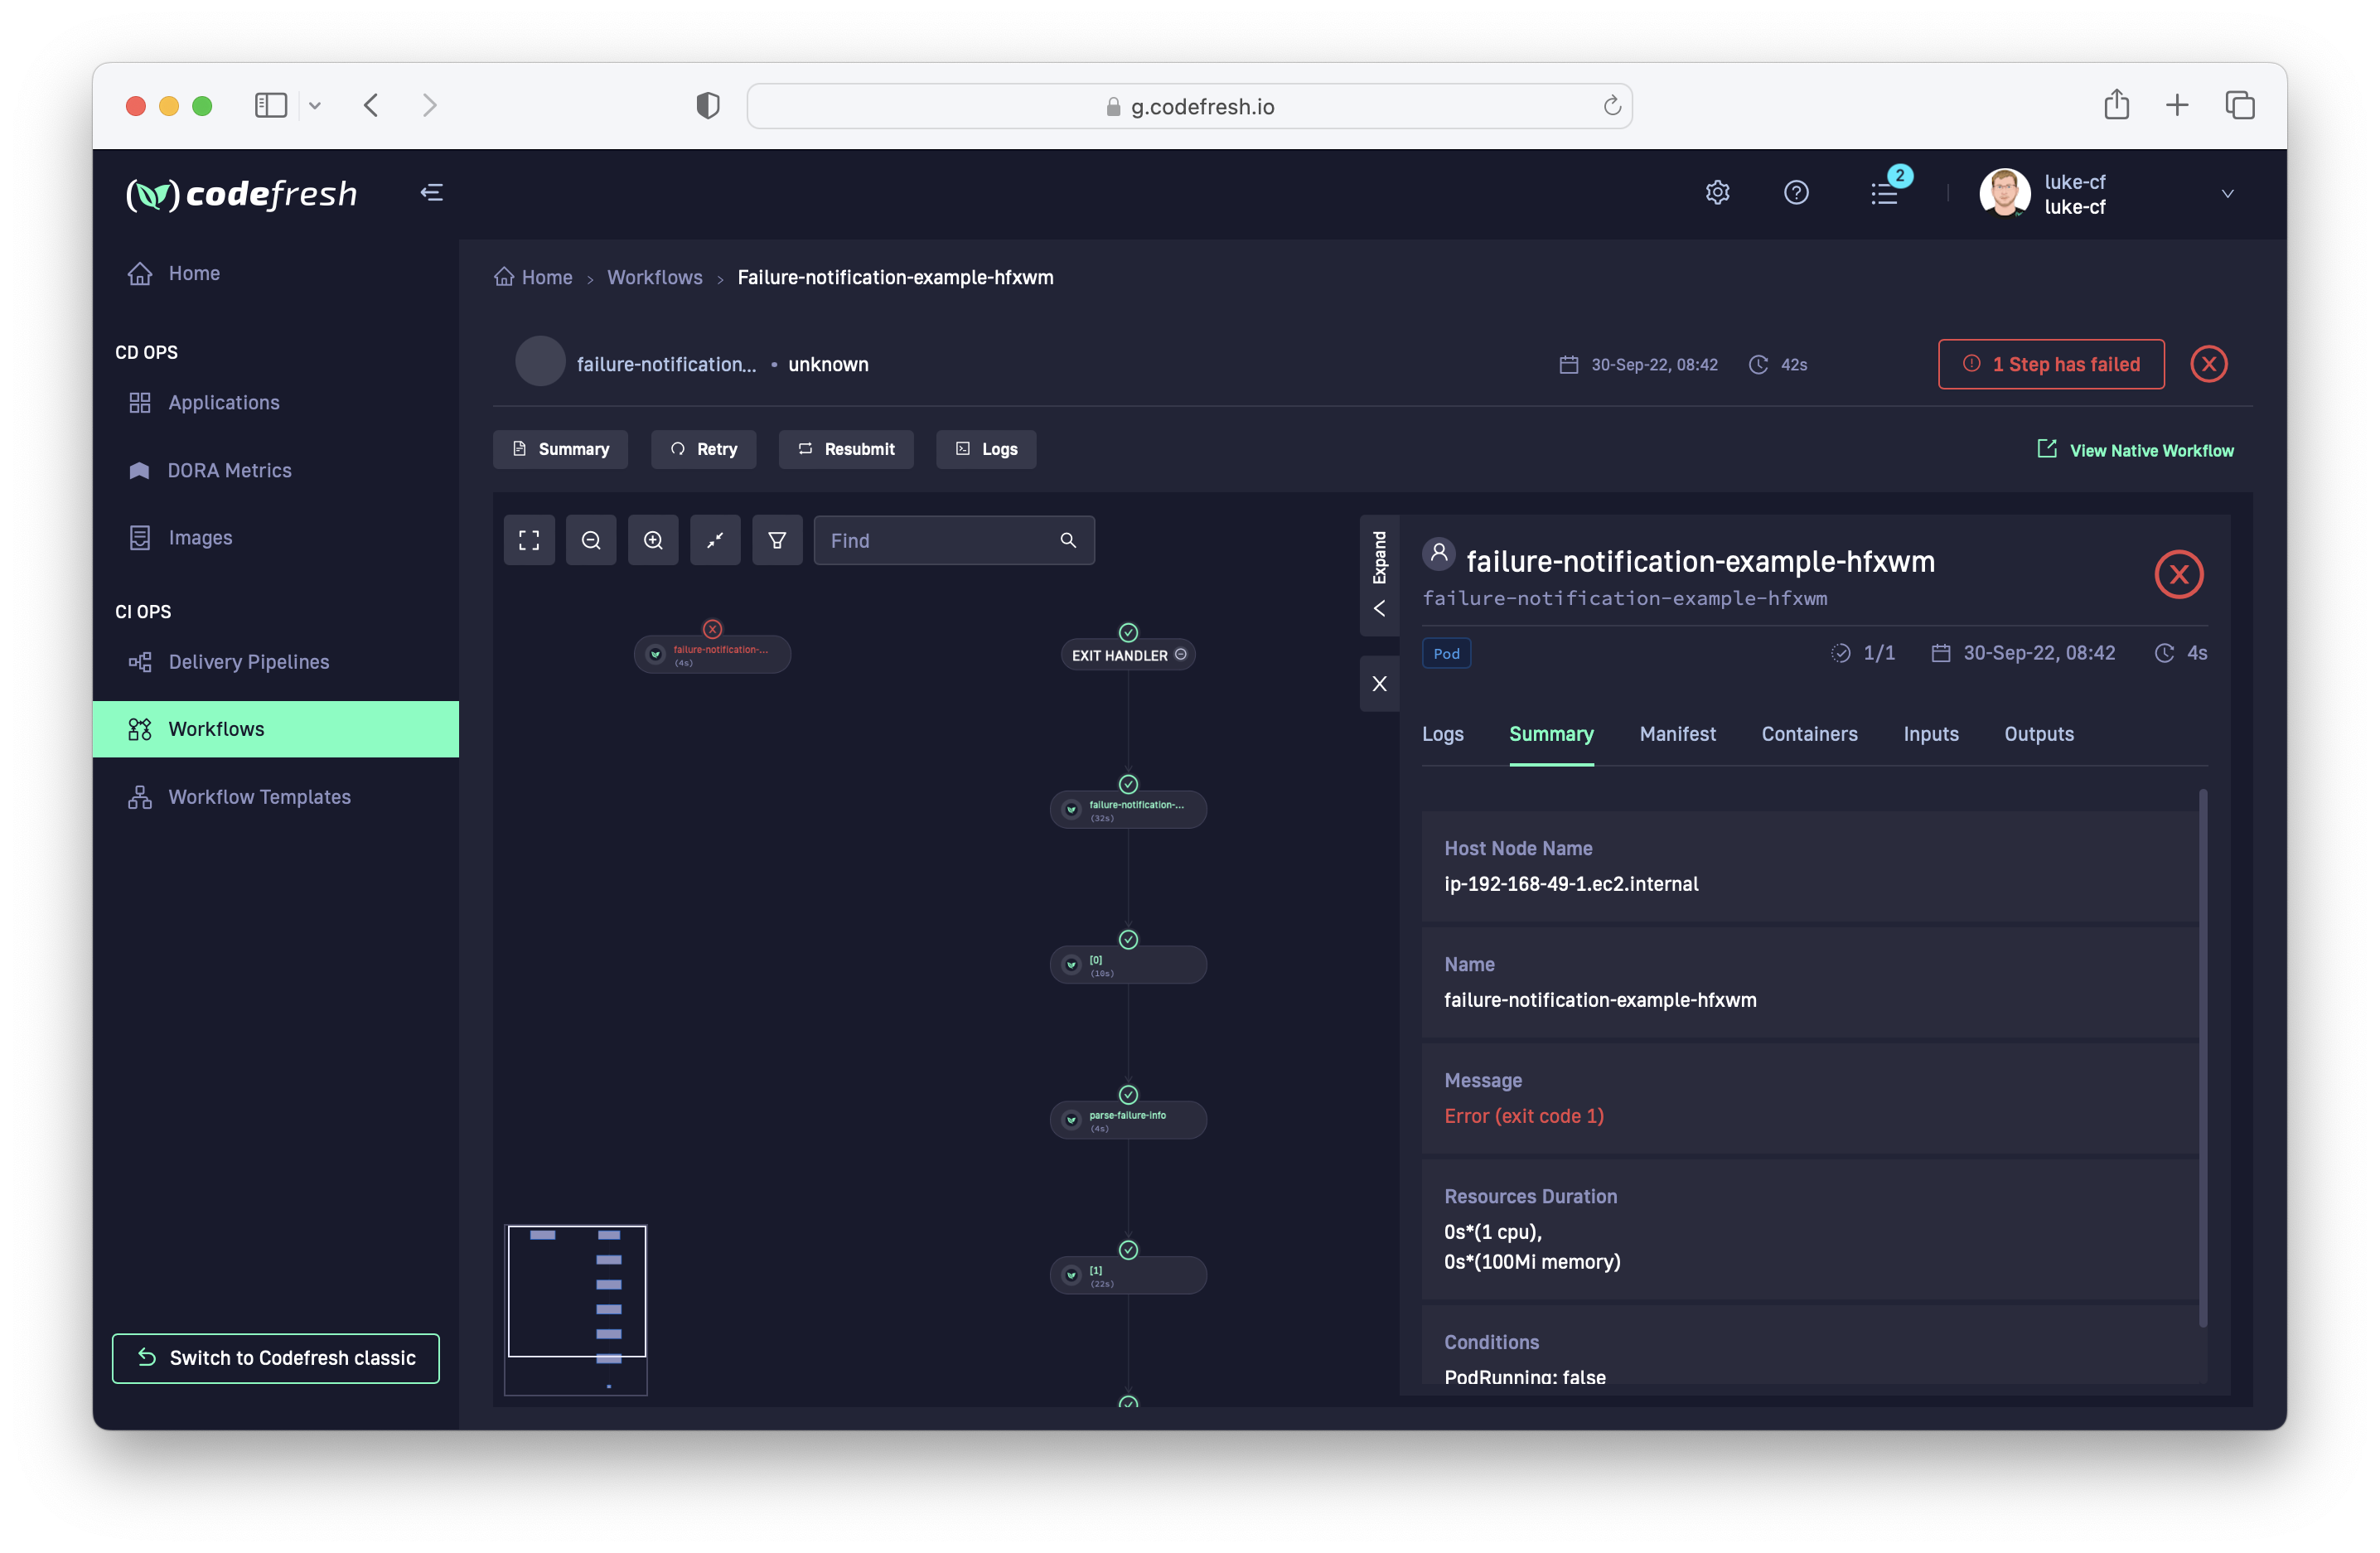 g.codefresh.io
codefresh
2
luke-cf
luke-cf
Home
CD OPS
Applications
DORA Metrics
Images
CI OPS
Delivery Pipelines
Workflows
Workflow Templates
Switch to Codefresh classic
Home > Workflows > Failure-notification-example-hfxwm
failure-notification... • unknown
30-Sep-22, 08:42 42s
1 Step has failed
Summary Retry Resubmit Logs
View Native Workflow
Find
failure-notification-...
(4s)
EXIT HANDLER
failure-notification-...
(32s)
[0]
(10s)
parse-failure-info
(4s)
[1]
(22s)
Expand
X
failure-notification-example-hfxwm
failure-notification-example-hfxwm
Pod 1/1 30-Sep-22, 08:42 4s
Logs Summary Manifest Containers Inputs Outputs
Host Node Name
ip-192-168-49-1.ec2.internal
Name
failure-notification-example-hfxwm
Message
Error (exit code 1)
Resources Duration
0s*(1 cpu),
0s*(100Mi memory)
Conditions
PodRunning: false